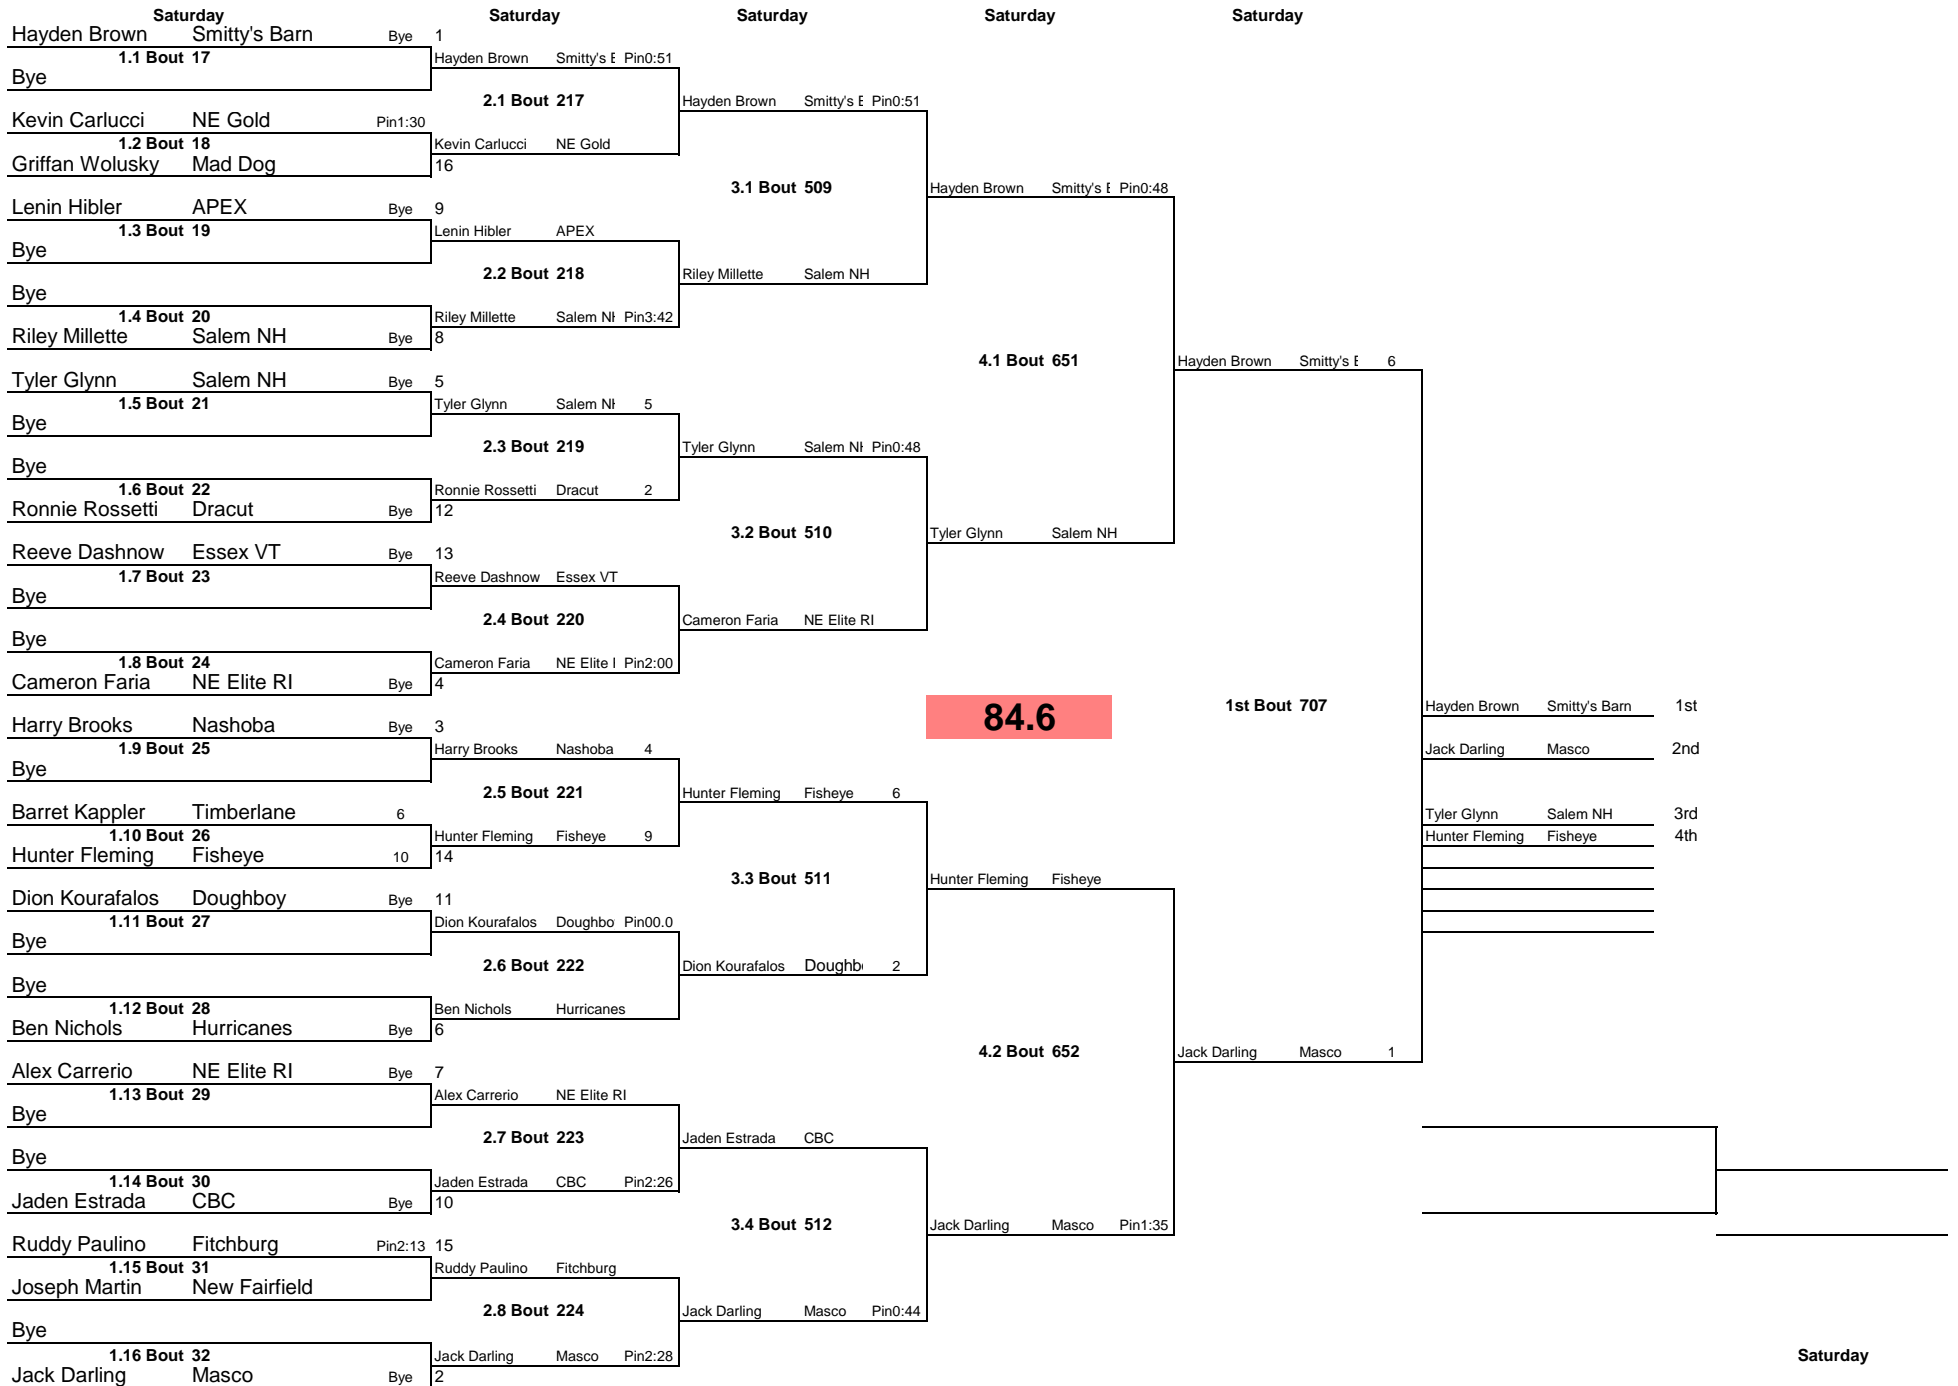 Saturday Saturday Saturday Saturday Saturday
Hayden Brown Smitty's Barn Bye 1
1.1 Bout 17
Bye
Hayden Brown Smitty's Pin0:51
2.1 Bout 217
Hayden Brown Smitty's Pin0:51
Kevin Carlucci NE Gold Pin1:30
1.2 Bout 18
Kevin Carlucci NE Gold
Griffan Wolusky Mad Dog 16
3.1 Bout 509
Hayden Brown Smitty's Pin0:48
Lenin Hibler APEX Bye 9
1.3 Bout 19
Lenin Hibler APEX
Bye
2.2 Bout 218
Riley Millette Salem NH
Bye
1.4 Bout 20
Riley Millette Salem Pin3:42
Riley Millette Salem NH Bye 8
4.1 Bout 651
Hayden Brown Smitty's 6
Tyler Glynn Salem NH Bye 5
1.5 Bout 21
Tyler Glynn Salem 5
Bye
2.3 Bout 219
Tyler Glynn Salem Pin0:48
Bye
1.6 Bout 22
Ronnie Rossetti Dracut 2
Ronnie Rossetti Dracut Bye 12
3.2 Bout 510
Tyler Glynn Salem NH
Reeve Dashnow Essex VT Bye 13
1.7 Bout 23
Reeve Dashnow Essex VT
Bye
2.4 Bout 220
Cameron Faria NE Elite RI
Bye
1.8 Bout 24
Cameron Faria NE Elite Pin2:00
Cameron Faria NE Elite RI Bye 4
84.6
1st Bout 707
Hayden Brown Smitty's Barn 1st
Harry Brooks Nashoba Bye 3
1.9 Bout 25
Harry Brooks Nashoba 4
Jack Darling Masco 2nd
Bye
2.5 Bout 221
Hunter Fleming Fisheye 6
Barret Kappler Timberlane 6
Tyler Glynn Salem NH 3rd
1.10 Bout 26
Hunter Fleming Fisheye 9
Hunter Fleming Fisheye 4th
Hunter Fleming Fisheye 10 14
3.3 Bout 511
Hunter Fleming Fisheye
Dion Kourafalos Doughboy Bye 11
1.11 Bout 27
Dion Kourafalos Doughbo Pin00.0
Bye
2.6 Bout 222
Dion Kourafalos Doughb 2
Bye
1.12 Bout 28
Ben Nichols Hurricanes
Ben Nichols Hurricanes Bye 6
4.2 Bout 652
Jack Darling Masco 1
Alex Carrerio NE Elite RI Bye 7
1.13 Bout 29
Alex Carrerio NE Elite RI
Bye
2.7 Bout 223
Jaden Estrada CBC
Bye
1.14 Bout 30
Jaden Estrada CBC Pin2:26
Jaden Estrada CBC Bye 10
3.4 Bout 512
Jack Darling Masco Pin1:35
Ruddy Paulino Fitchburg Pin2:13 15
1.15 Bout 31
Ruddy Paulino Fitchburg
Joseph Martin New Fairfield
2.8 Bout 224
Jack Darling Masco Pin0:44
Bye
1.16 Bout 32
Jack Darling Masco Pin2:28
Saturday
Jack Darling Masco Bye 2